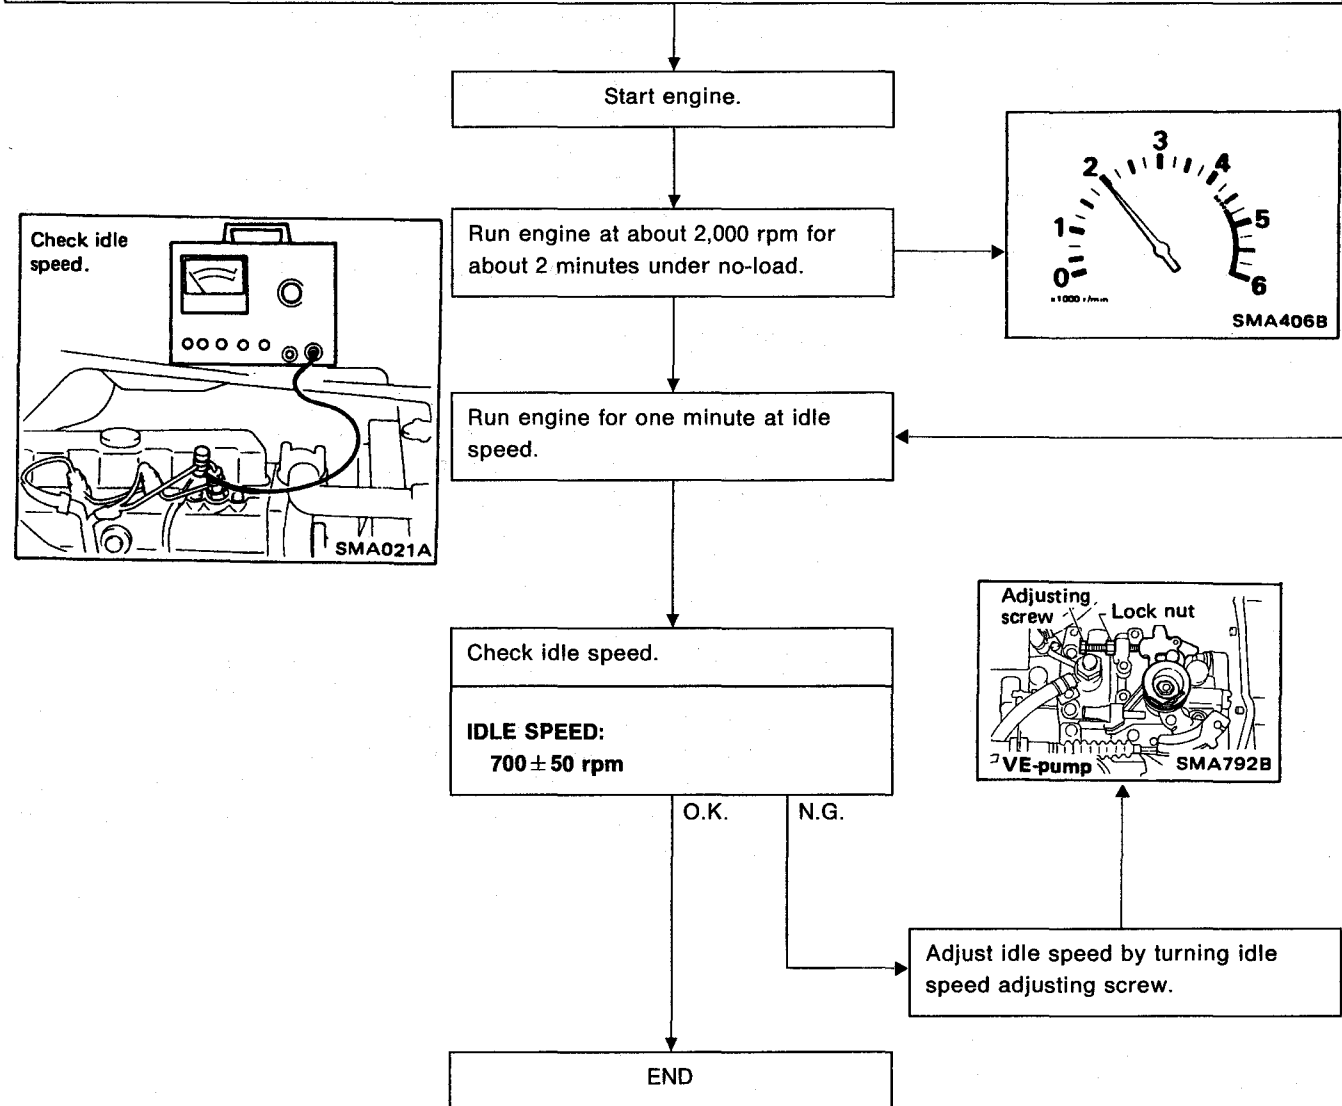 Start engine.
3
2
4
1
5
0
6
x1000 r/min
SMA406B
Check idle
speed.
SMA021A
Run engine at about 2,000 rpm for
about 2 minutes under no-load.
Run engine for one minute at idle
speed.
Check idle speed.
IDLE SPEED:
700±50 rpm
Adjusting
screw
Lock nut
VE-pump
SMA792B
O.K.
N.G.
Adjust idle speed by turning idle
speed adjusting screw.
END